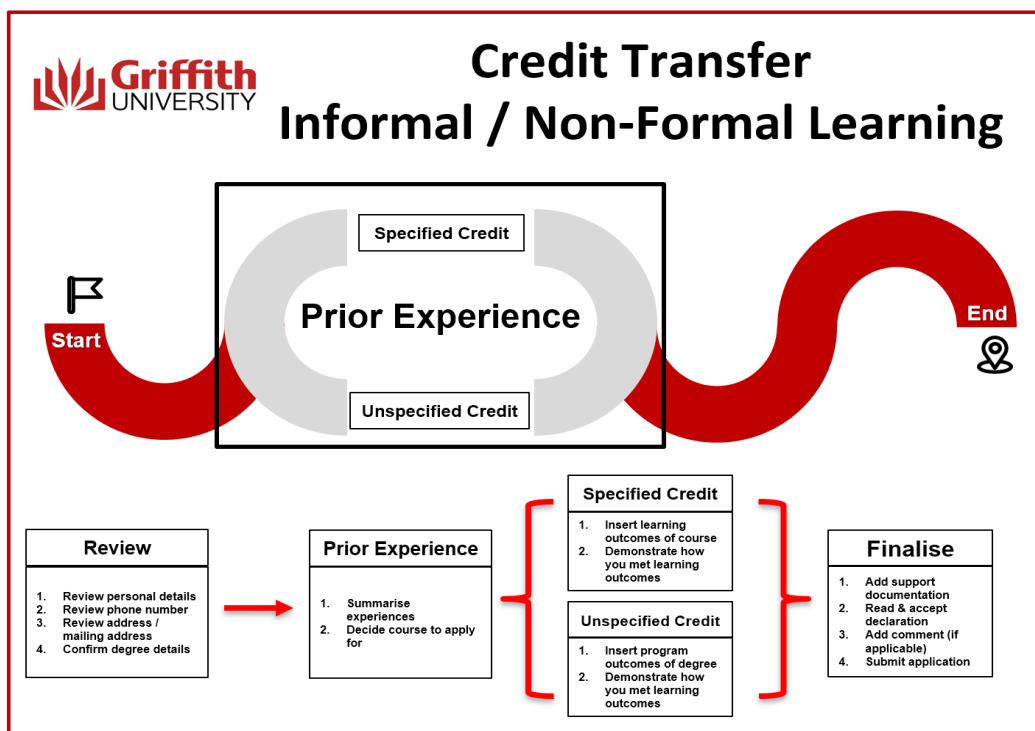 Griffith
UNIVERSITY
Credit Transfer
Informal / Non-Formal Learning
Specified Credit
Prior Experience
Unspecified Credit
Start
End
Review
1. Review personal details
2. Review phone number
3. Review address /
mailing address
4. Confirm degree details
Prior Experience
1. Summarise
experiences
2. Decide course to apply
for
Specified Credit
1. Insert learning
outcomes of course
2. Demonstrate how
you met learning
outcomes
Unspecified Credit
1. Insert program
outcomes of degree
2. Demonstrate how
you met learning
outcomes
Finalise
1. Add support
documentation
2. Read & accept
declaration
3. Add comment (if
applicable)
4. Submit application